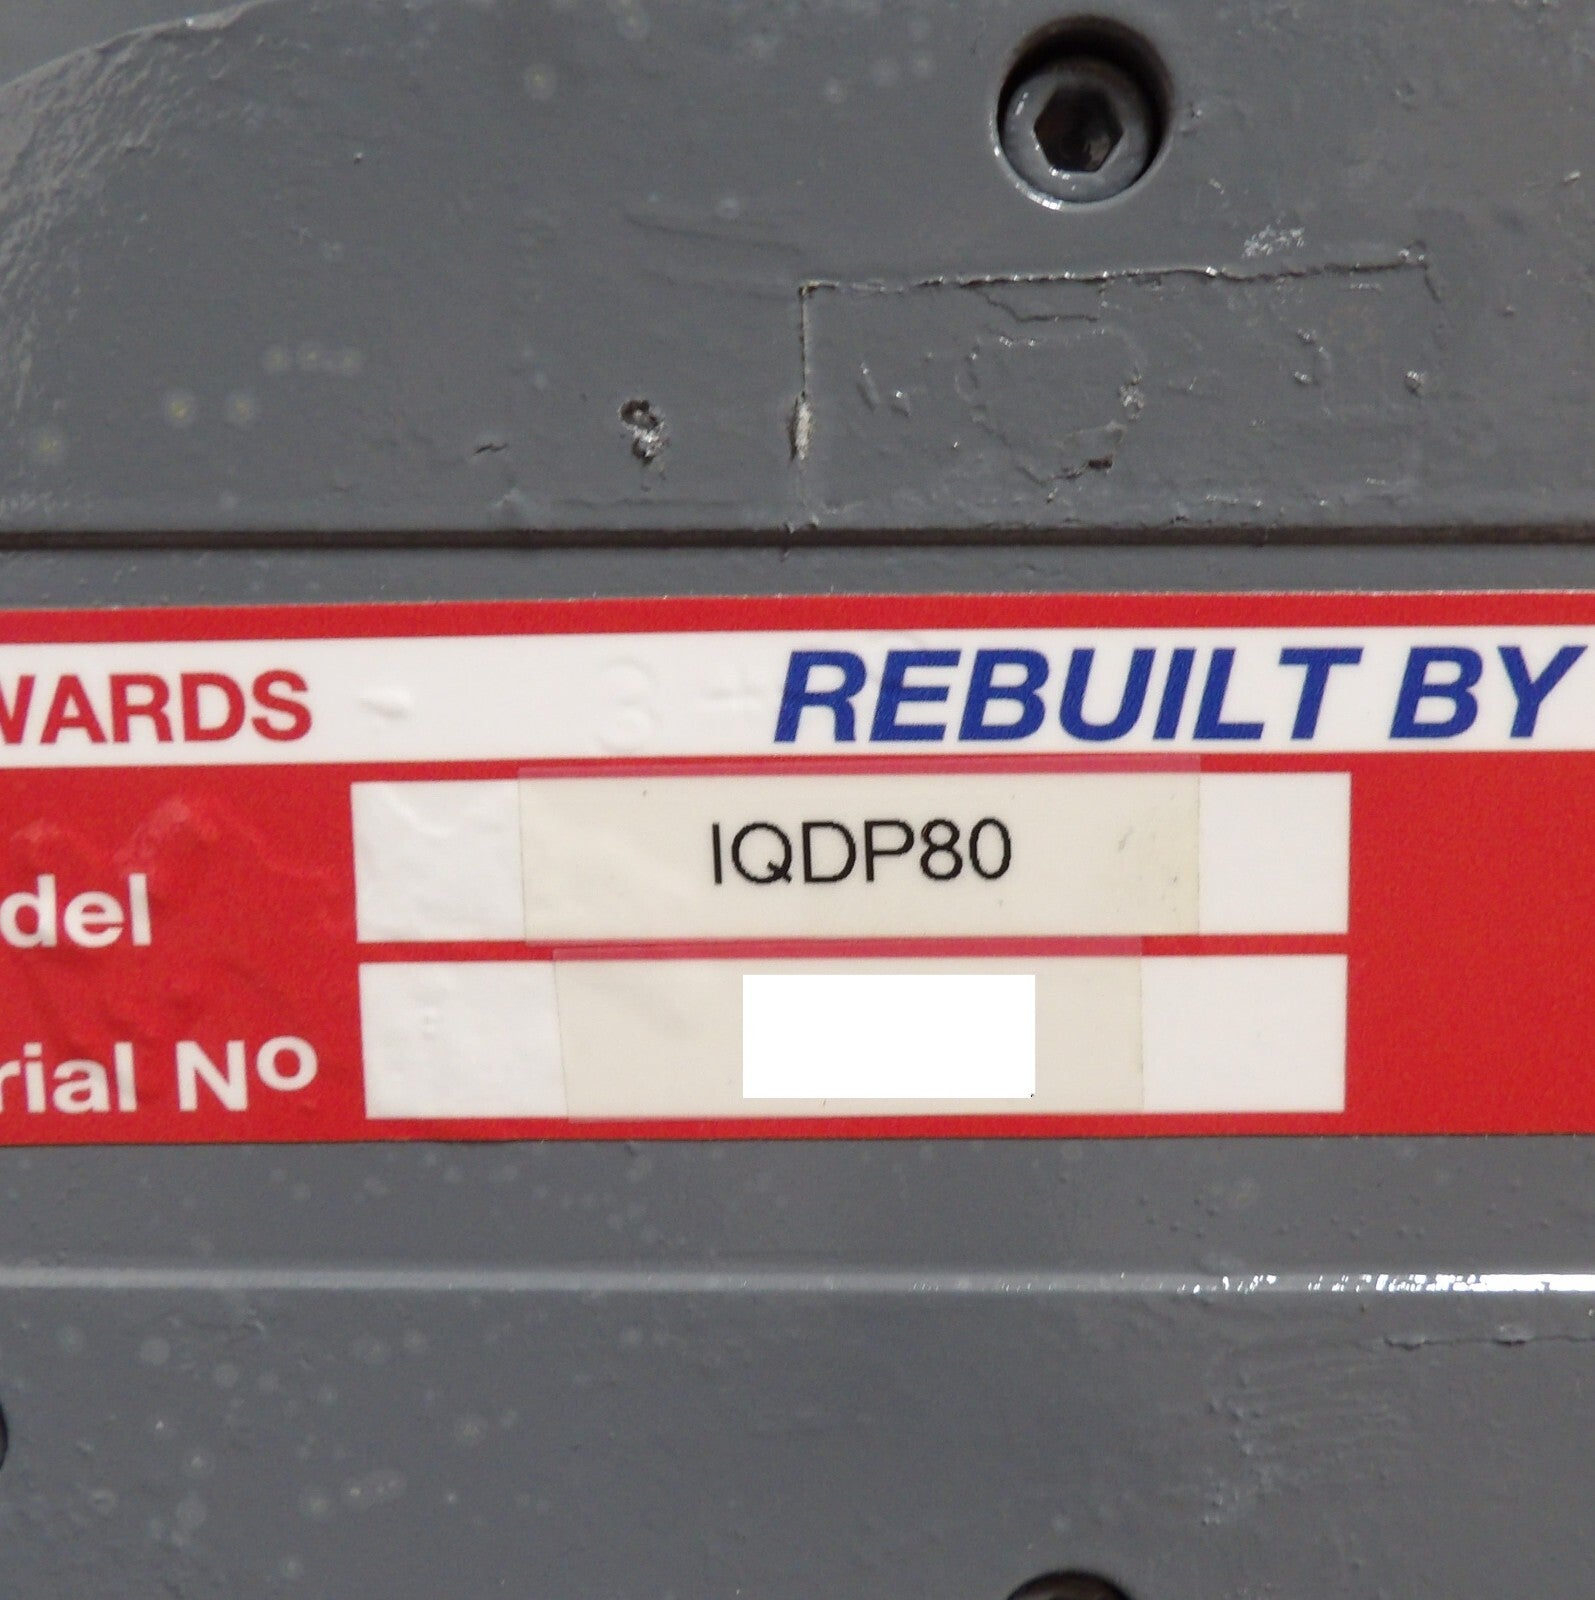 WARDS REBUILT BY
del IQDP80
rial Nº